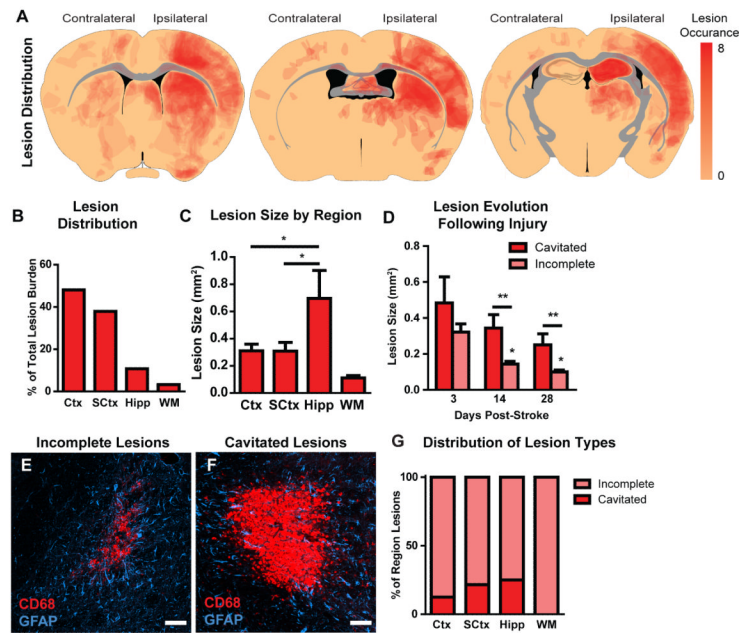 A
Contralateral Ipsilateral Contralateral Ipsilateral Contralateral Ipsilateral
Lesion
Occurance
8
0
Lesion Distribution
B
Lesion
Distribution
% of Total Lesion Burden
60
40
20
0
Ctx SCtx Hipp WM
C
Lesion Size by Region
Lesion Size (mm²)
1.0
0.8
0.6
0.4
0.2
0.0
*
*
Ctx SCtx Hipp WM
D
Lesion Evolution
Following Injury
Cavitated
Incomplete
Lesion Size (mm²)
0.8
0.6
0.4
0.2
0.0
**
*
**
*
3 14 28
Days Post-Stroke
Incomplete Lesions
E
CD68
GFAP
Cavitated Lesions
F
CD68
GFAP
G
Distribution of Lesion Types
% of Region Lesions
100
50
0
Incomplete
Cavitated
Ctx SCtx Hipp WM